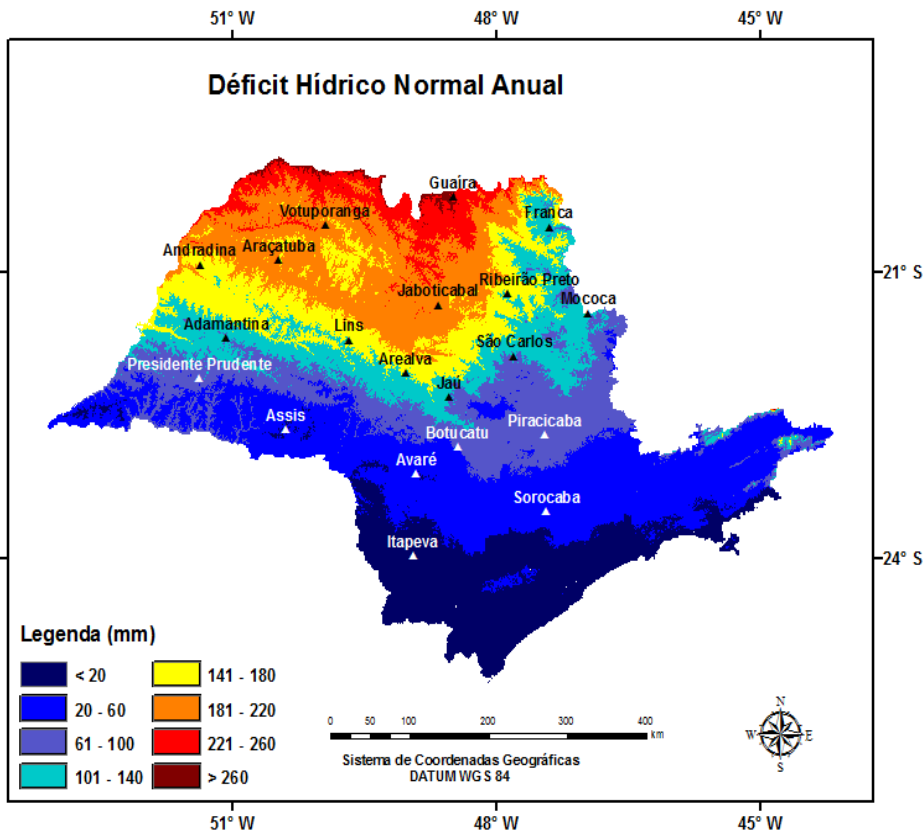 51° W 48° W 45° W
Déficit Hídrico Normal Anual
Guaíra
Votuporanga
Franca
Andradina
Araçatuba
21° S
Jaboticabal
Ribeirão Preto
Mococa
Adamantina
Lins
São Carlos
Presidente Prudente
Arealva
Jaú
Assis
Botucatu
Piracicaba
Avaré
Sorocaba
Itapeva
24° S
Legenda (mm)
< 20
20 - 60
61 - 100
101 - 140
141 - 180
181 - 220
221 - 260
> 260
0 50 100 200 300 400
km
Sistema de Coordenadas Geográficas
DATUM WGS 84
N
W E
S
51° W 48° W 45° W